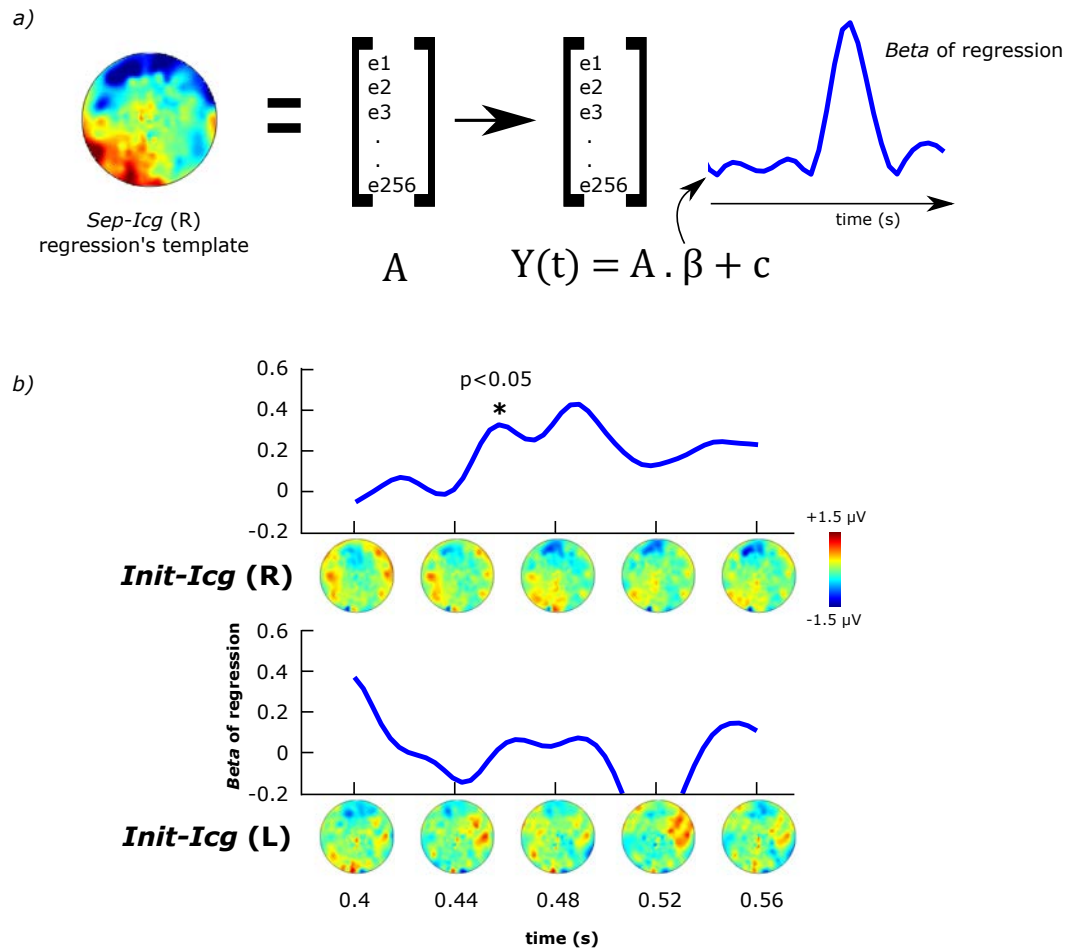 a)
Beta of regression
e1
e2
e3
.
.
e256
e1
e2
e3
.
.
e256
time (s)
Sep-Icg (R)
regression's template
A
Y(t) = A . β + c
b)
0.6
0.4
0.2
0
-0.2
p<0.05
*
+1.5 µV
-1.5 µV
Init-Icg (R)
0.6
0.4
0.2
0
-0.2
Beta of regression
Init-Icg (L)
0.4 0.44 0.48 0.52 0.56
time (s)